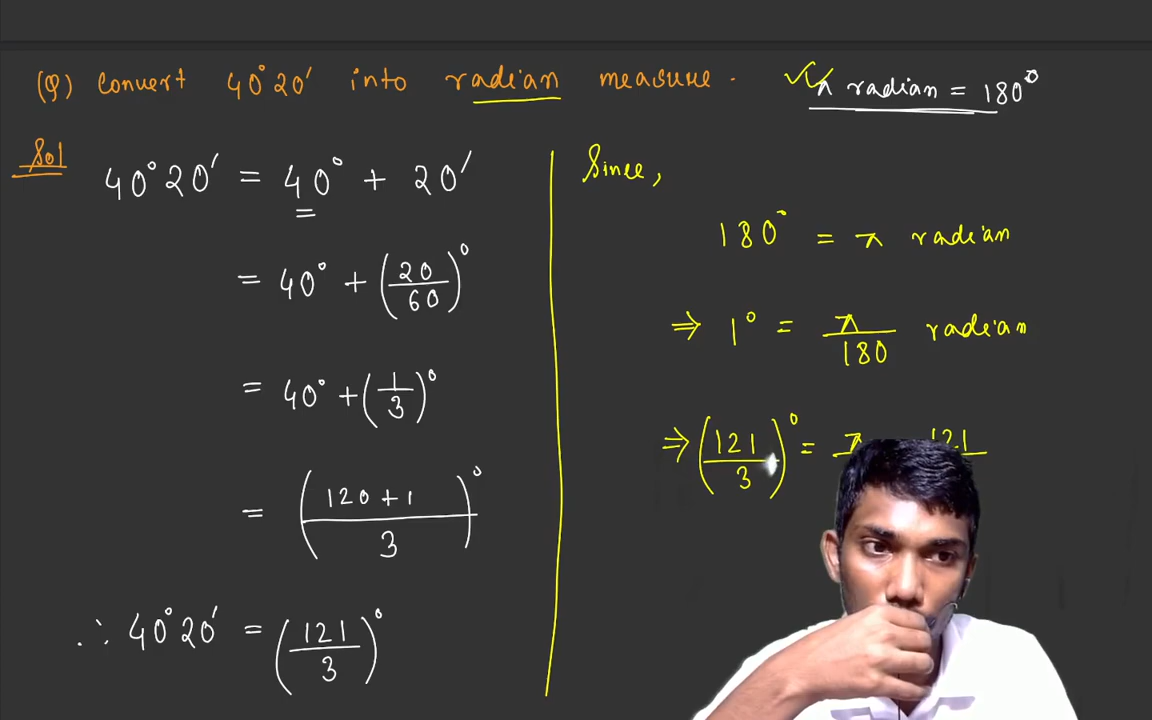 (Q) Convert 40°20′ into radian measure.
π radian = 180°
Sol
40°20′ = 40° + 20′
= 40° + (20/60)°
= 40° + (1/3)°
= (120+1/3)°
∴ 40°20′ = (121/3)°
Since,
180° = π radian
⇒ 1° = π/180 radian
⇒ (121/3)° = π 121